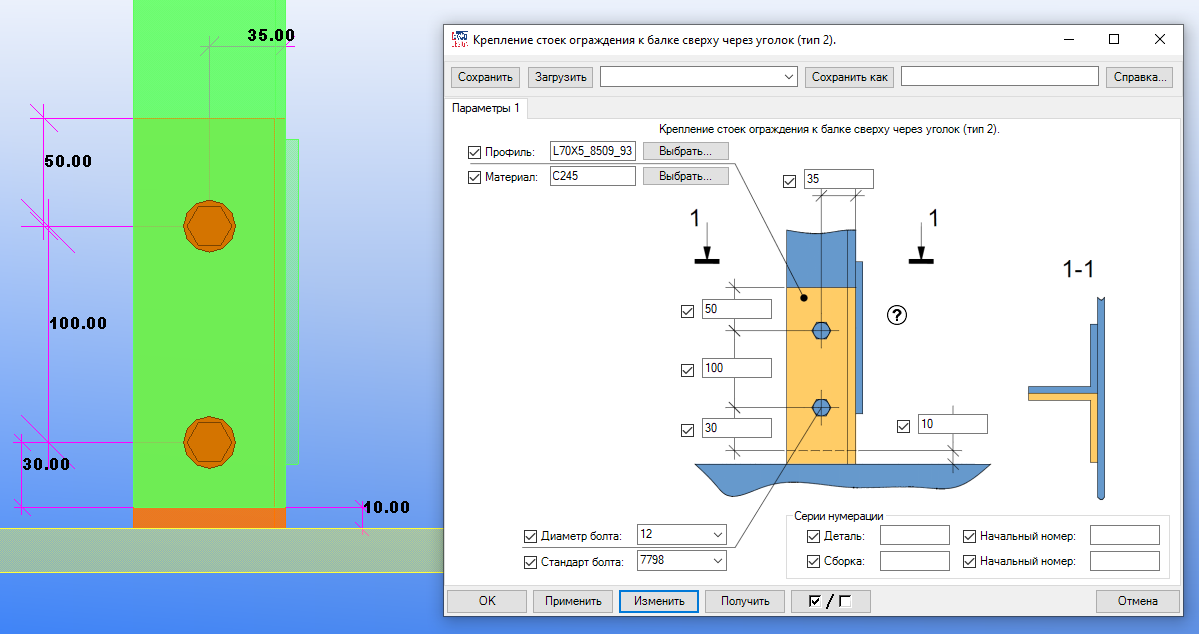 35.00
50.00
100.00
30.00
10.00
Крепление стоек ограждения к балке сверху через уголок (тип 2).
Сохранить Загрузить Сохранить как Справка...
Параметры 1
Крепление стоек ограждения к балке сверху через уголок (тип 2).
Профиль: L70X5_8509_93 Выбрать...
Материал: C245 Выбрать...
35
1 1
1-1
50
?
100
30
10
Диаметр болта: 12
Стандарт болта: 7798
Серии нумерации
Деталь: Начальный номер:
Сборка: Начальный номер:
OK Применить Изменить Получить / Отмена